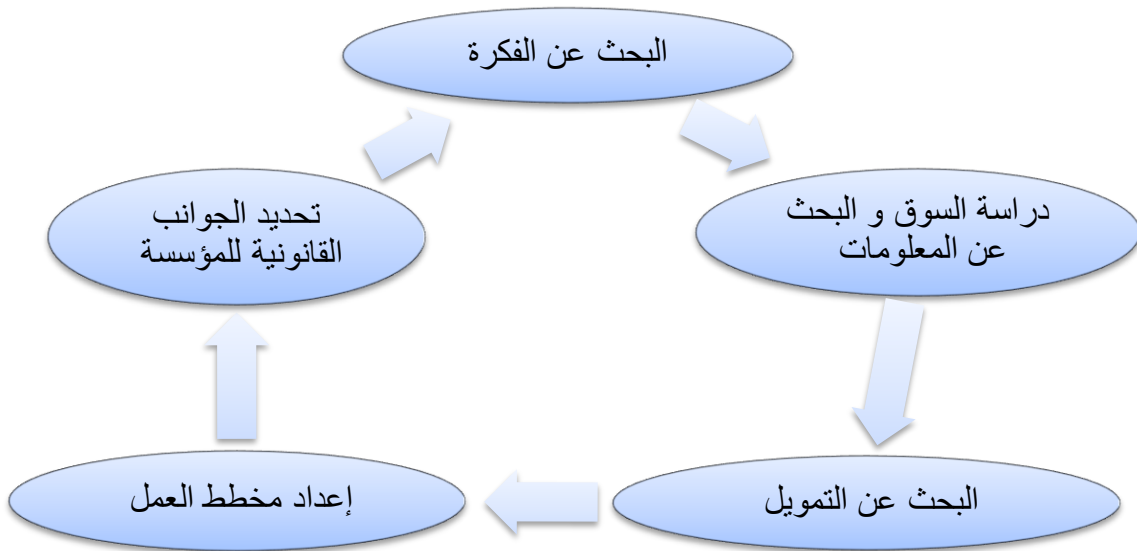 البحث عن الفكرة
دراسة السوق و البحث
عن المعلومات
البحث عن التمويل
إعداد مخطط العمل
تحديد الجوانب
القانونية للمؤسسة